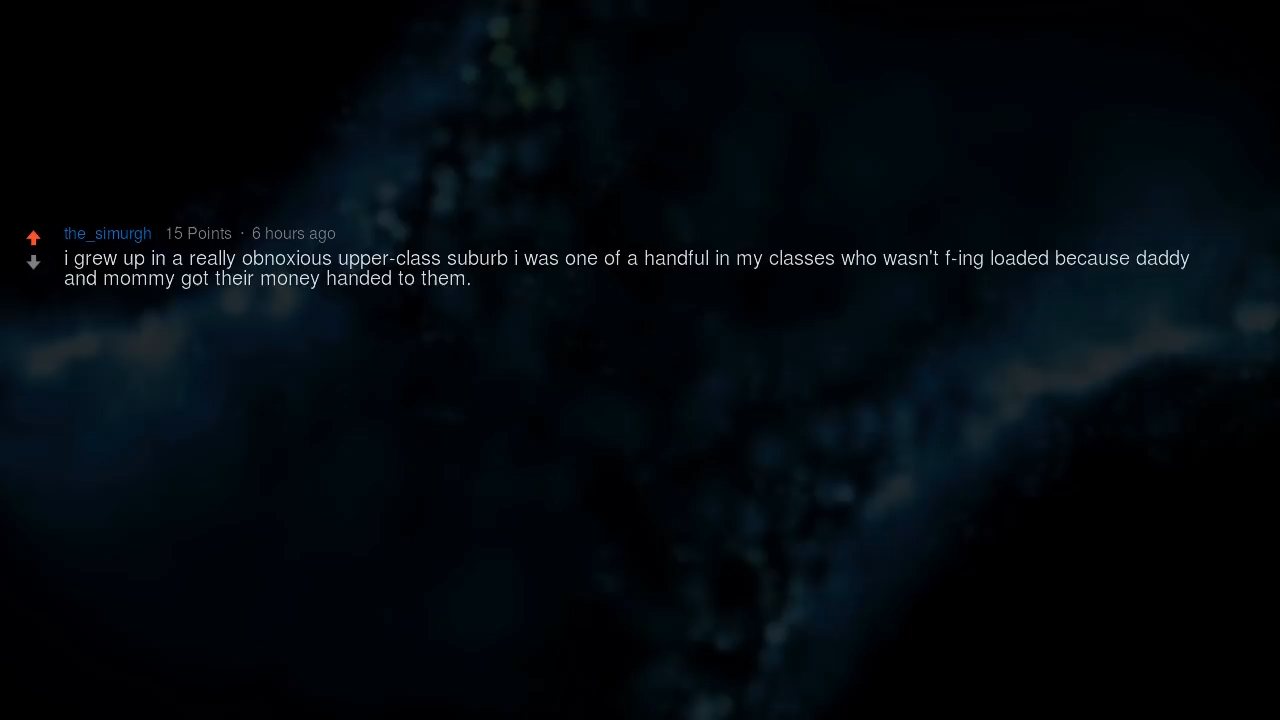 the_simurgh 15 Points · 6 hours ago
i grew up in a really obnoxious upper-class suburb i was one of a handful in my classes who wasn't f-ing loaded because daddy
and mommy got their money handed to them.